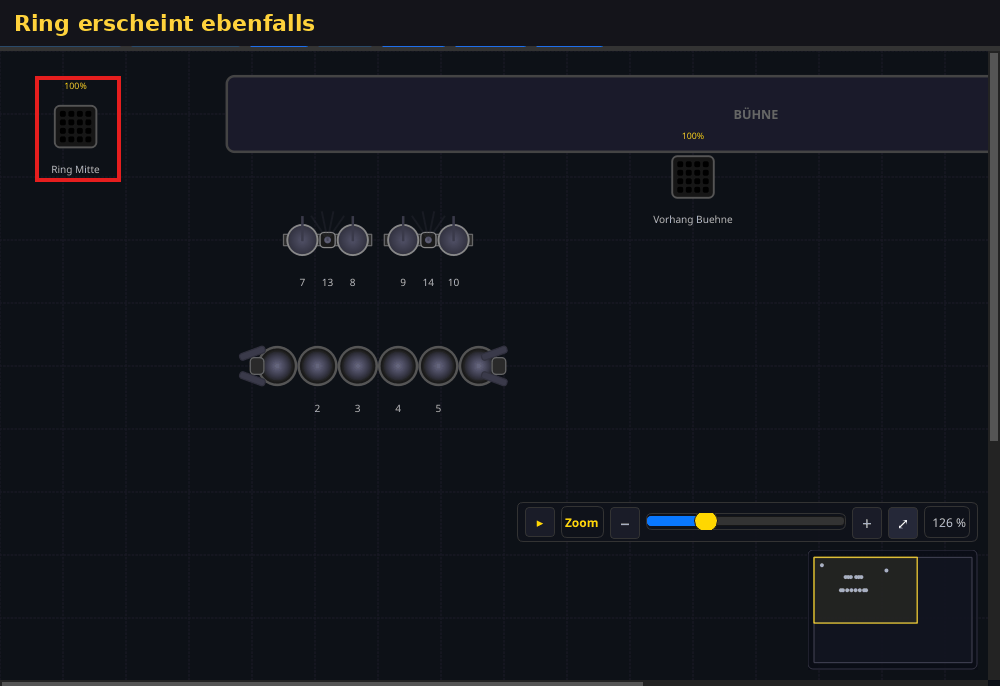 Ring erscheint ebenfalls
100%
Ring Mitte
BÜHNE
100%
Vorhang Buehne
7 13 8 9 14 10
2 3 4 5
► Zoom − + ⤢ 126 %